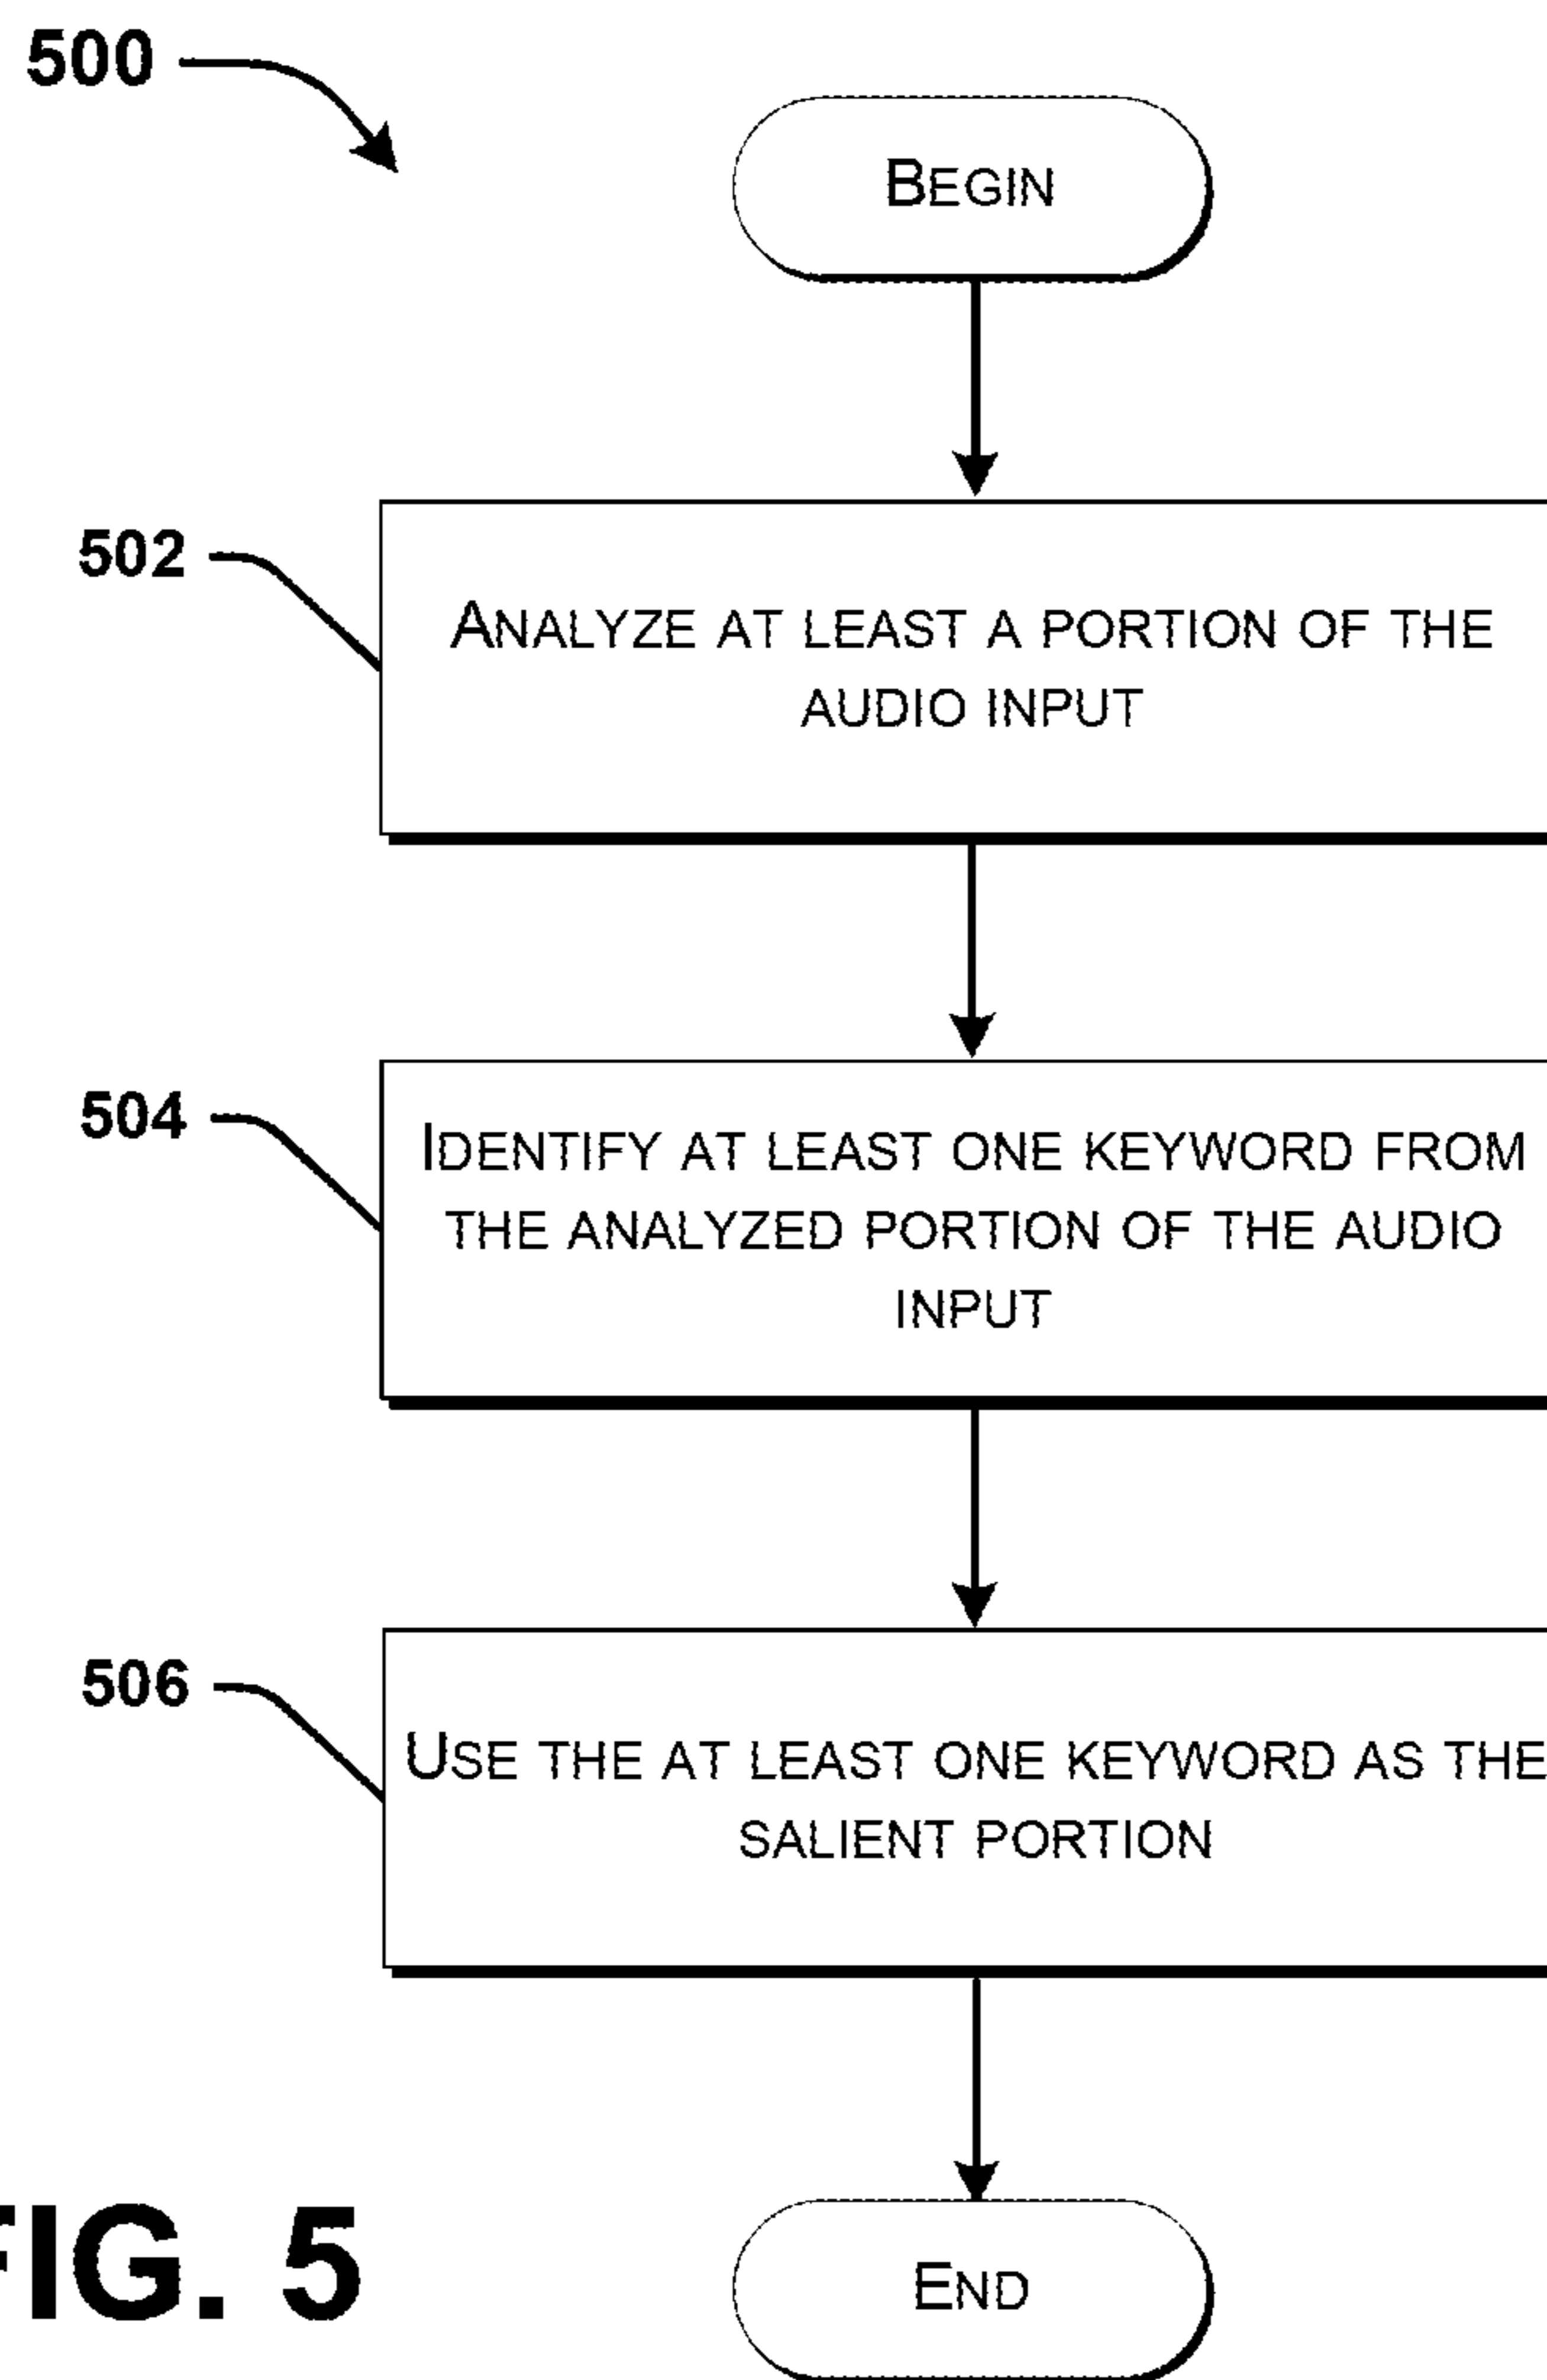 500
BEGIN
502
ANALYZE AT LEAST A PORTION OF THE
AUDIO INPUT
504
IDENTIFY AT LEAST ONE KEYWORD FROM
THE ANALYZED PORTION OF THE AUDIO
INPUT
506
USE THE AT LEAST ONE KEYWORD AS THE
SALIENT PORTION
END
FIG. 5